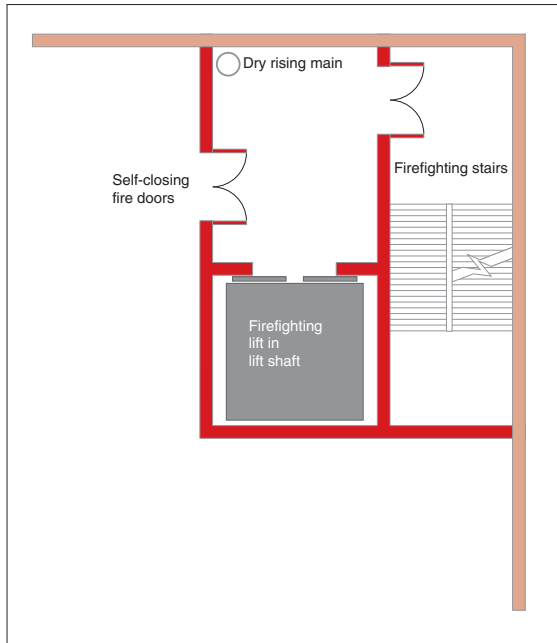 Dry rising main
Self-closing
fire doors
Firefighting stairs
Firefighting
lift in
lift shaft